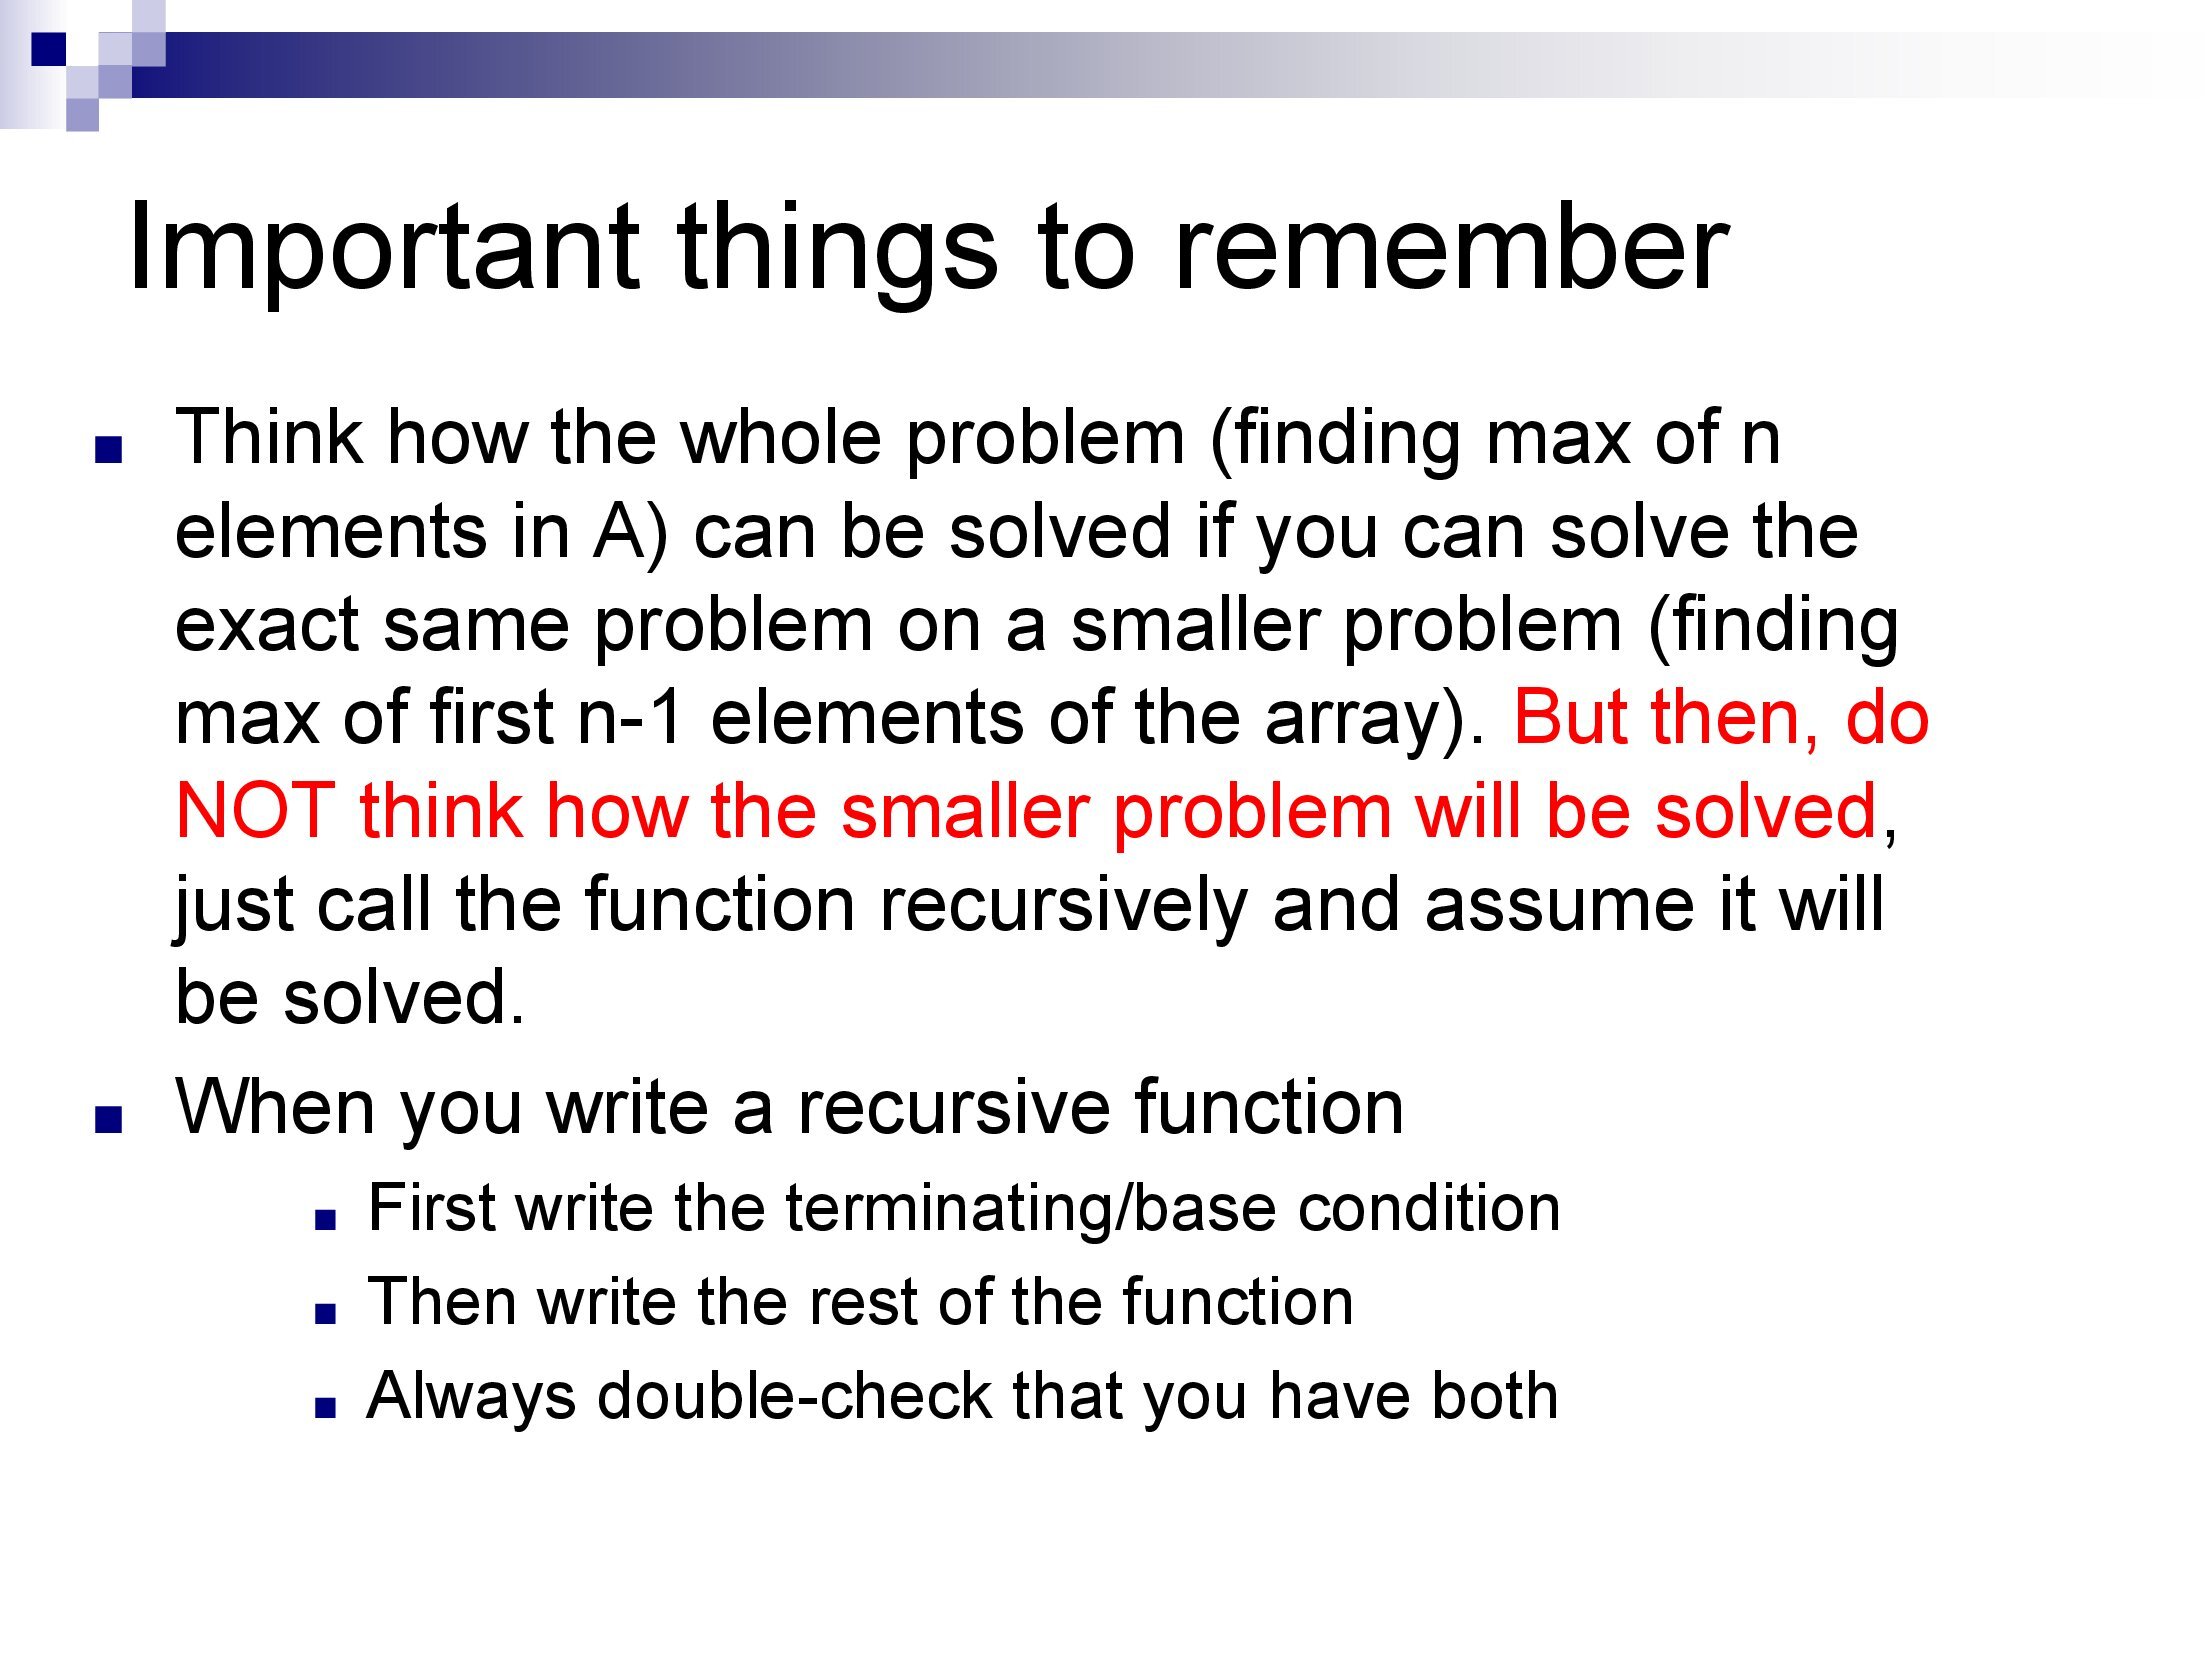 Important things to remember
Think how the whole problem (finding max of n
elements in A) can be solved if you can solve the
exact same problem on a smaller problem (finding
max of first n-1 elements of the array). But then, do
NOT think how the smaller problem will be solved,
just call the function recursively and assume it will
be solved.
When you write a recursive function
First write the terminating/base condition
Then write the rest of the function
Always double-check that you have both